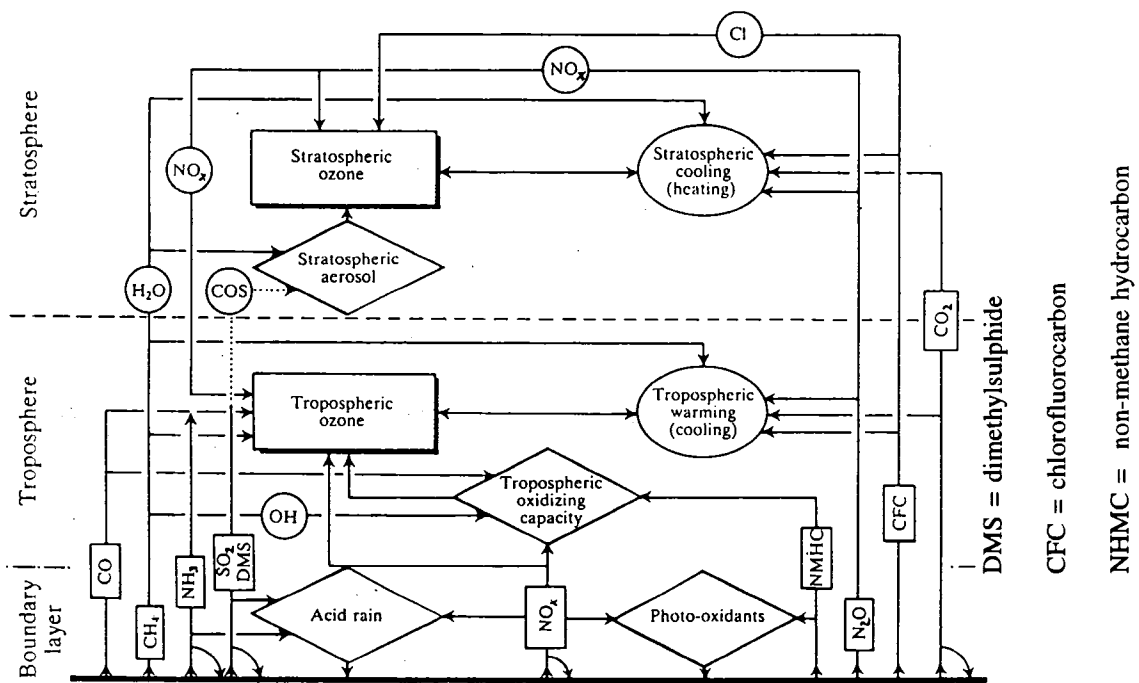 Cl
NOx
Stratosphere
NOx
Stratospheric
ozone
Stratospheric
cooling
(heating)
Stratospheric
aerosol
H2O
COS
CO2
Troposphere
Tropospheric
ozone
Tropospheric
warming
(cooling)
Tropospheric
oxidizing
capacity
OH
CFC
Boundary
layer
CO
CH4
NH3
SO2
DMS
Acid rain
NOx
Photo-oxidants
NMHC
N2O
DMS = dimethylsulphide
CFC = chlorofluorocarbon
NHMC = non-methane hydrocarbon